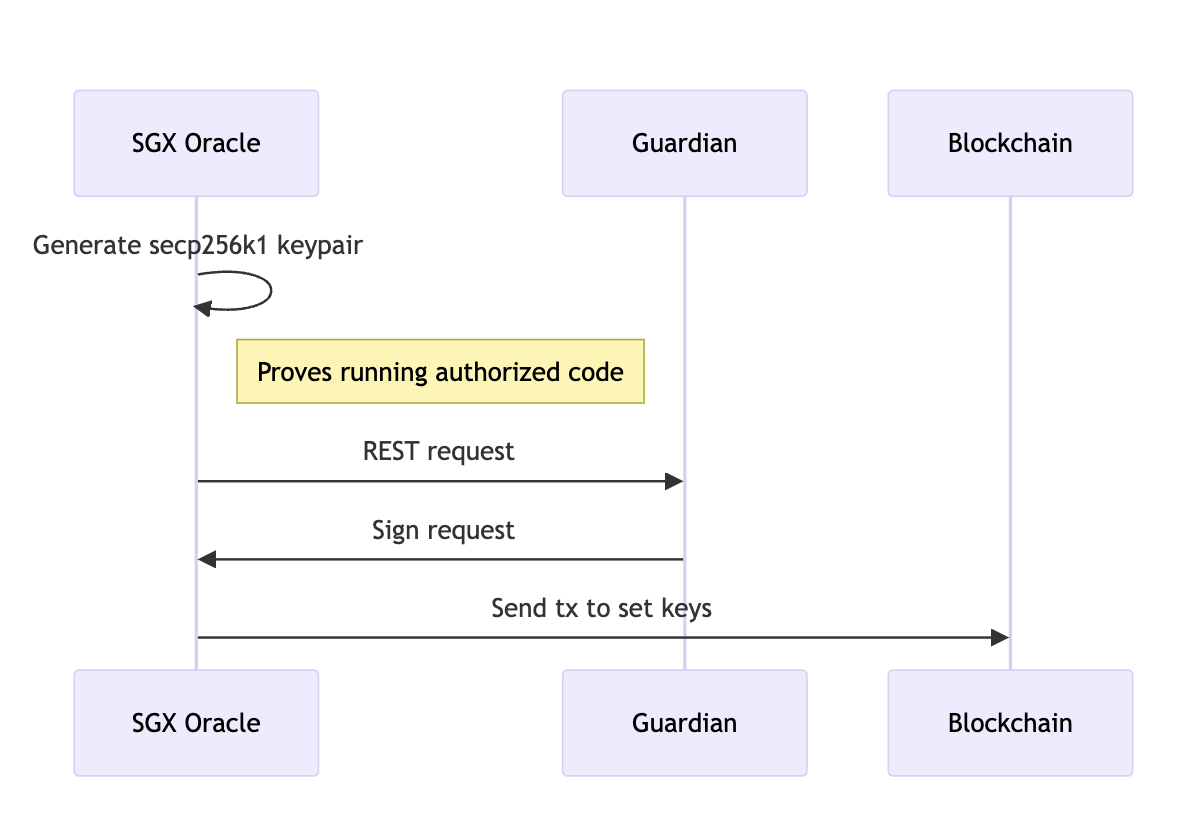 SGX Oracle
Guardian
Blockchain
Generate secp256k1 keypair
Proves running authorized code
REST request
Sign request
Send tx to set keys
SGX Oracle
Guardian
Blockchain